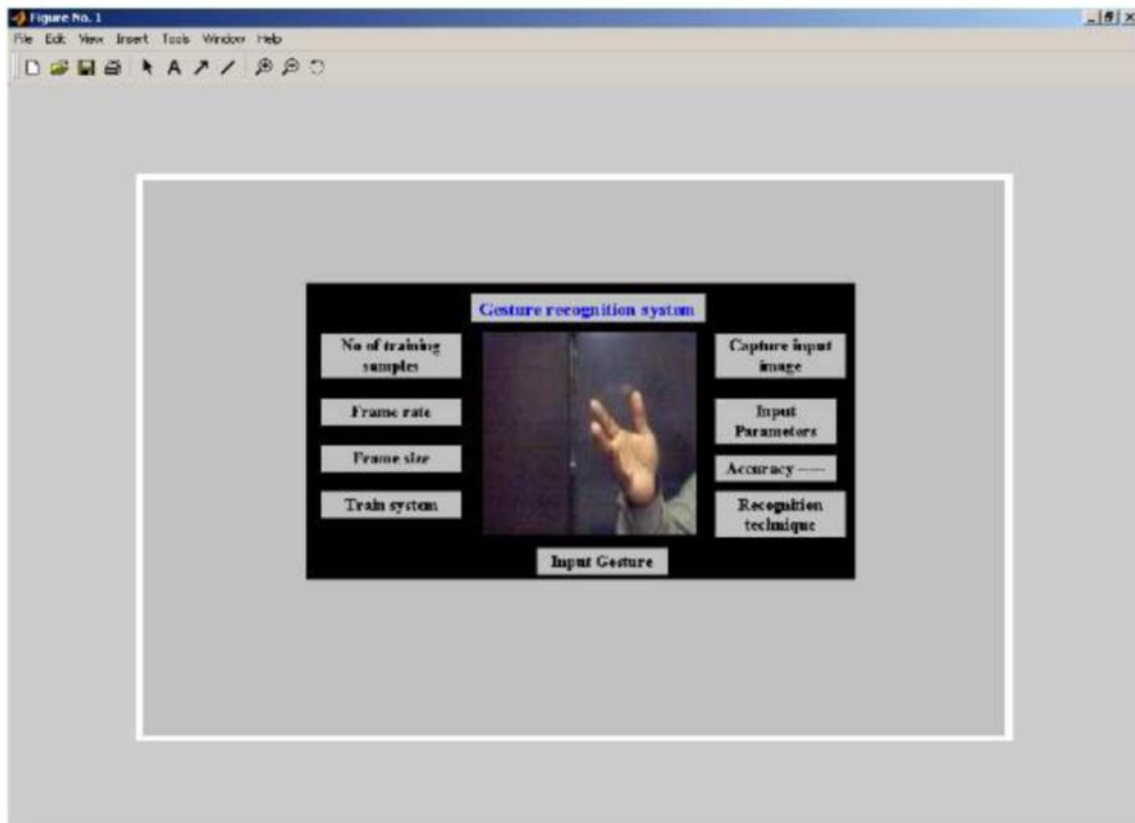 Figure No. 1
File Edit View Insert Tools Window Help
A
Gesture recognition system
No of training
samples
Frame rate
Frame size
Train system
Capture input
image
Input
Parameters
Accuracy -----
Recognition
technique
Input Gesture